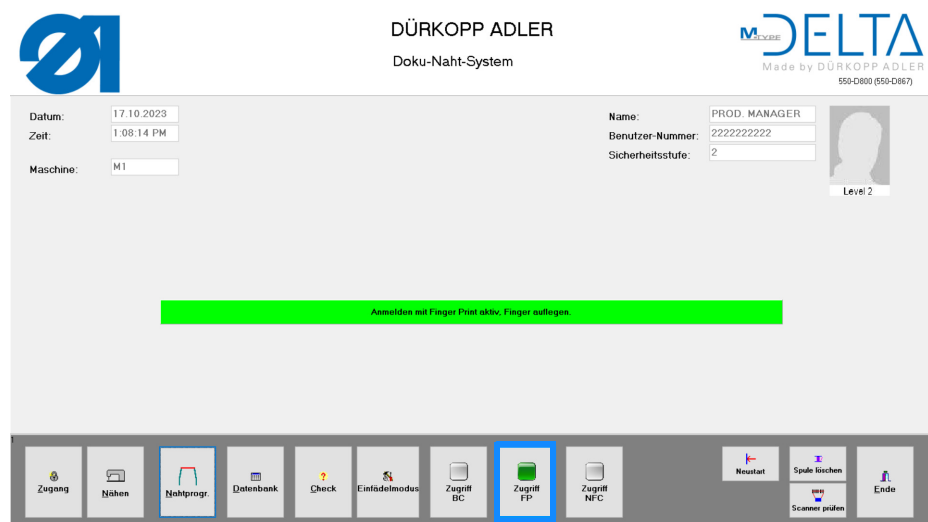 DÜRKOPP ADLER
Doku-Naht-System
M-TYPE DELTA
Made by DÜRKOPP ADLER
550-D800 (550-D867)
Datum: 17.10.2023
Zeit: 1:08:14 PM
Maschine: M1
Name: PROD. MANAGER
Benutzer-Nummer: 2222222222
Sicherheitsstufe: 2
Level 2
Anmelden mit Finger Print aktiv, Finger auflegen.
1
Zugang
Nähen
Nahtprogr.
Datenbank
Check
Einfädelmodus
Zugriff
BC
Zugriff
FP
Zugriff
NFC
Neustart
Spule löschen
Scanner prüfen
Ende